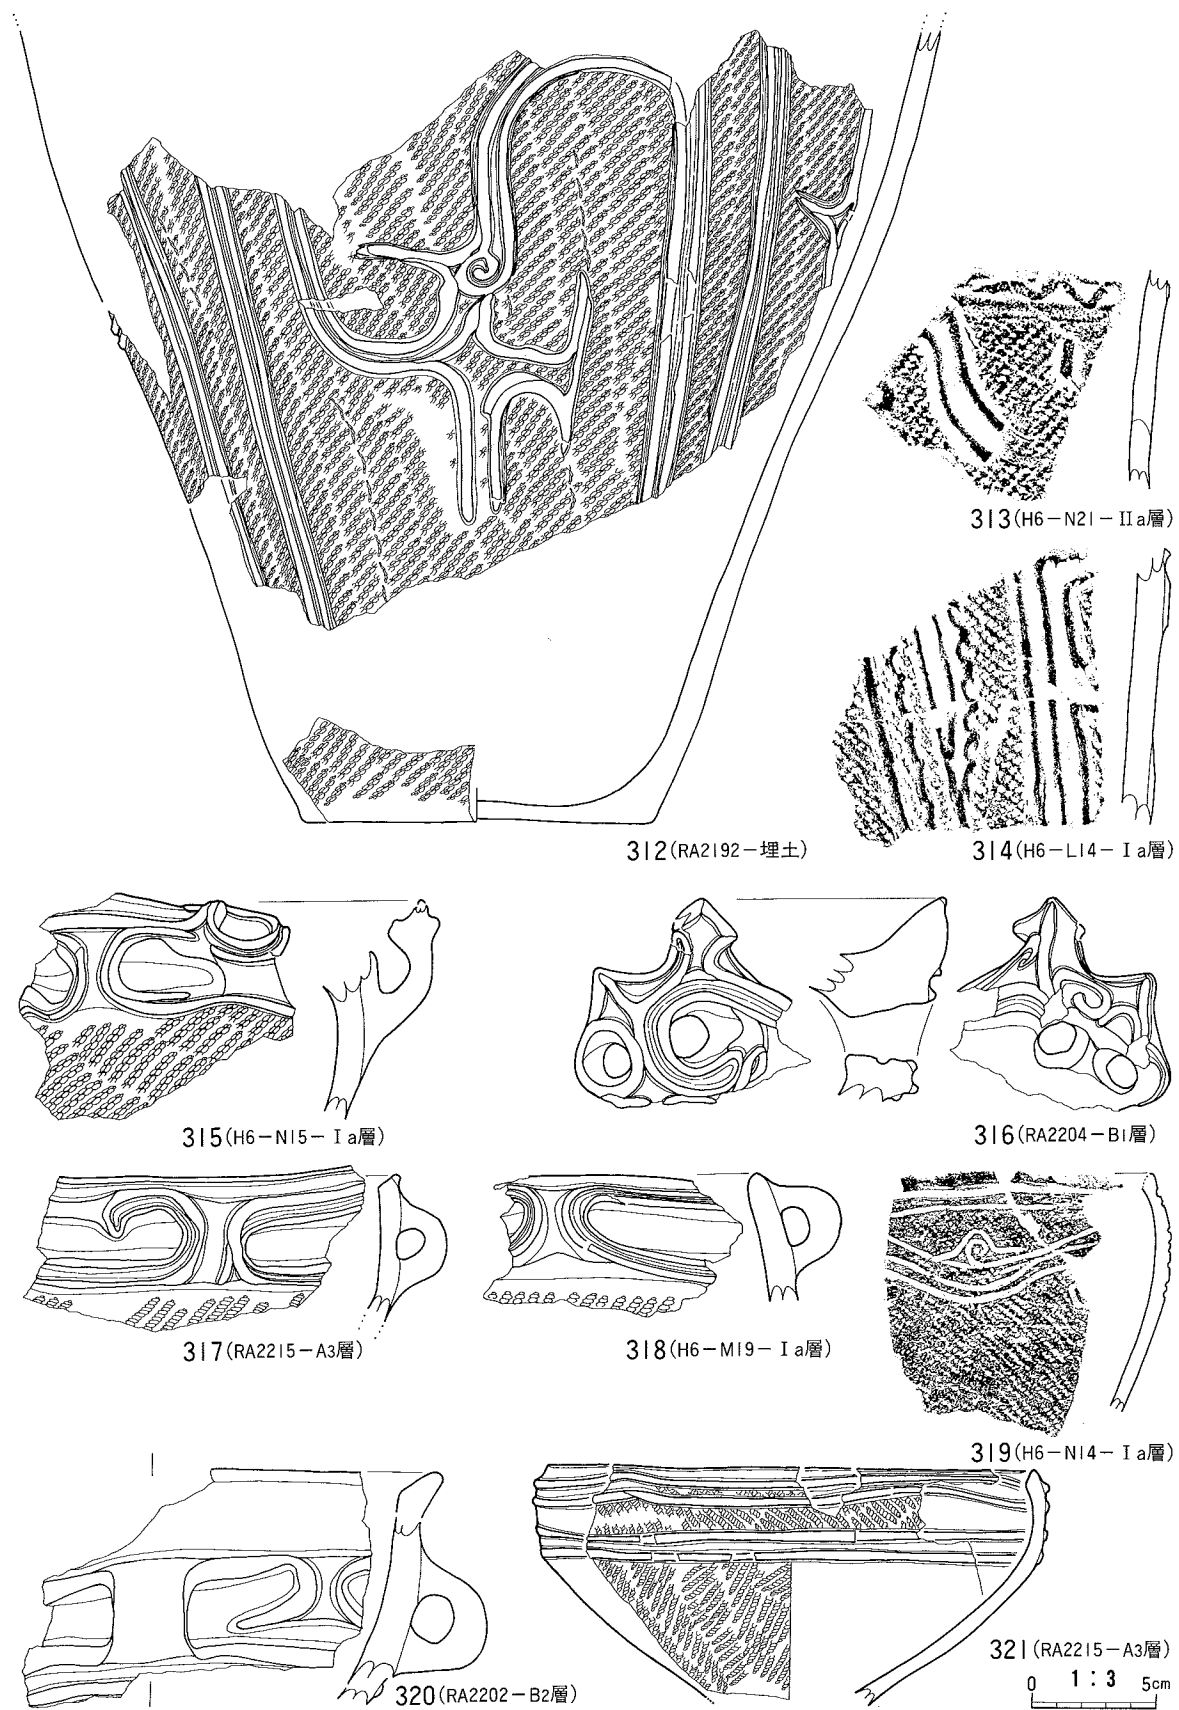 313(H6-N21-Ⅱa層)
312(RA2192-埋土)
314(H6-L14-Ⅰa層)
315(H6-N15-Ⅰa層)
316(RA2204-B1層)
317(RA2215-A3層)
318(H6-M19-Ⅰa層)
319(H6-N14-Ⅰa層)
320(RA2202-B2層)
321(RA2215-A3層)
0 1:3 5cm